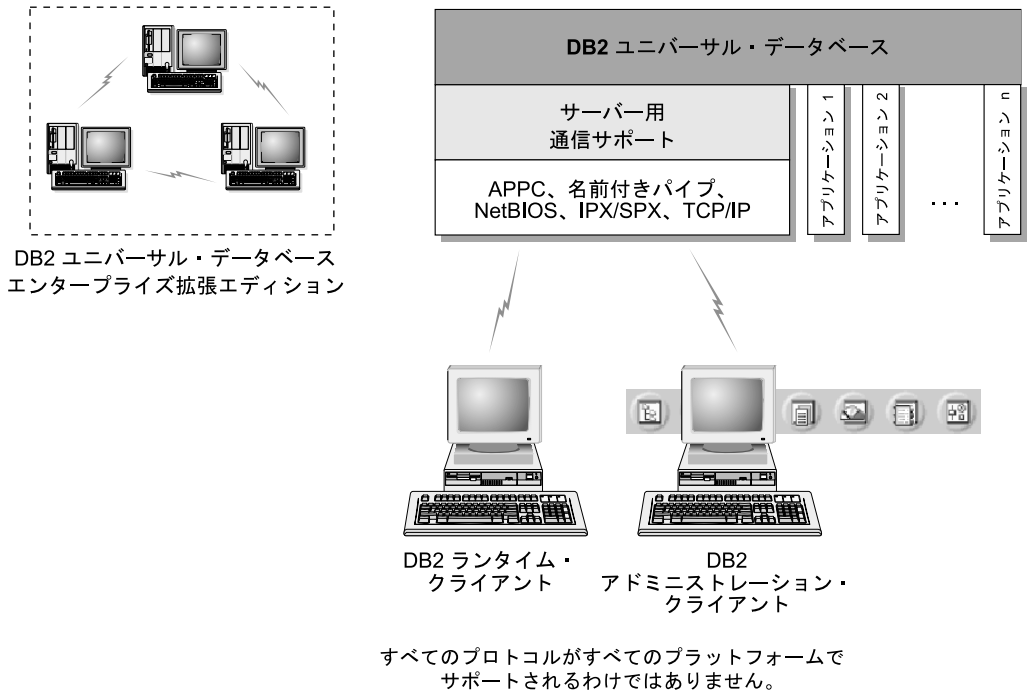 DB2 ユニバーサル・データベース
エンタープライズ拡張エディション
DB2 ユニバーサル・データベース
サーバー用
通信サポート
APPC、名前付きパイプ、
NetBIOS、IPX/SPX、TCP/IP
アプリケーション 1
アプリケーション 2
...
アプリケーション n
DB2 ランタイム・
クライアント
DB2
アドミニストレーション・
クライアント
すべてのプロトコルがすべてのプラットフォームで
サポートされるわけではありません。